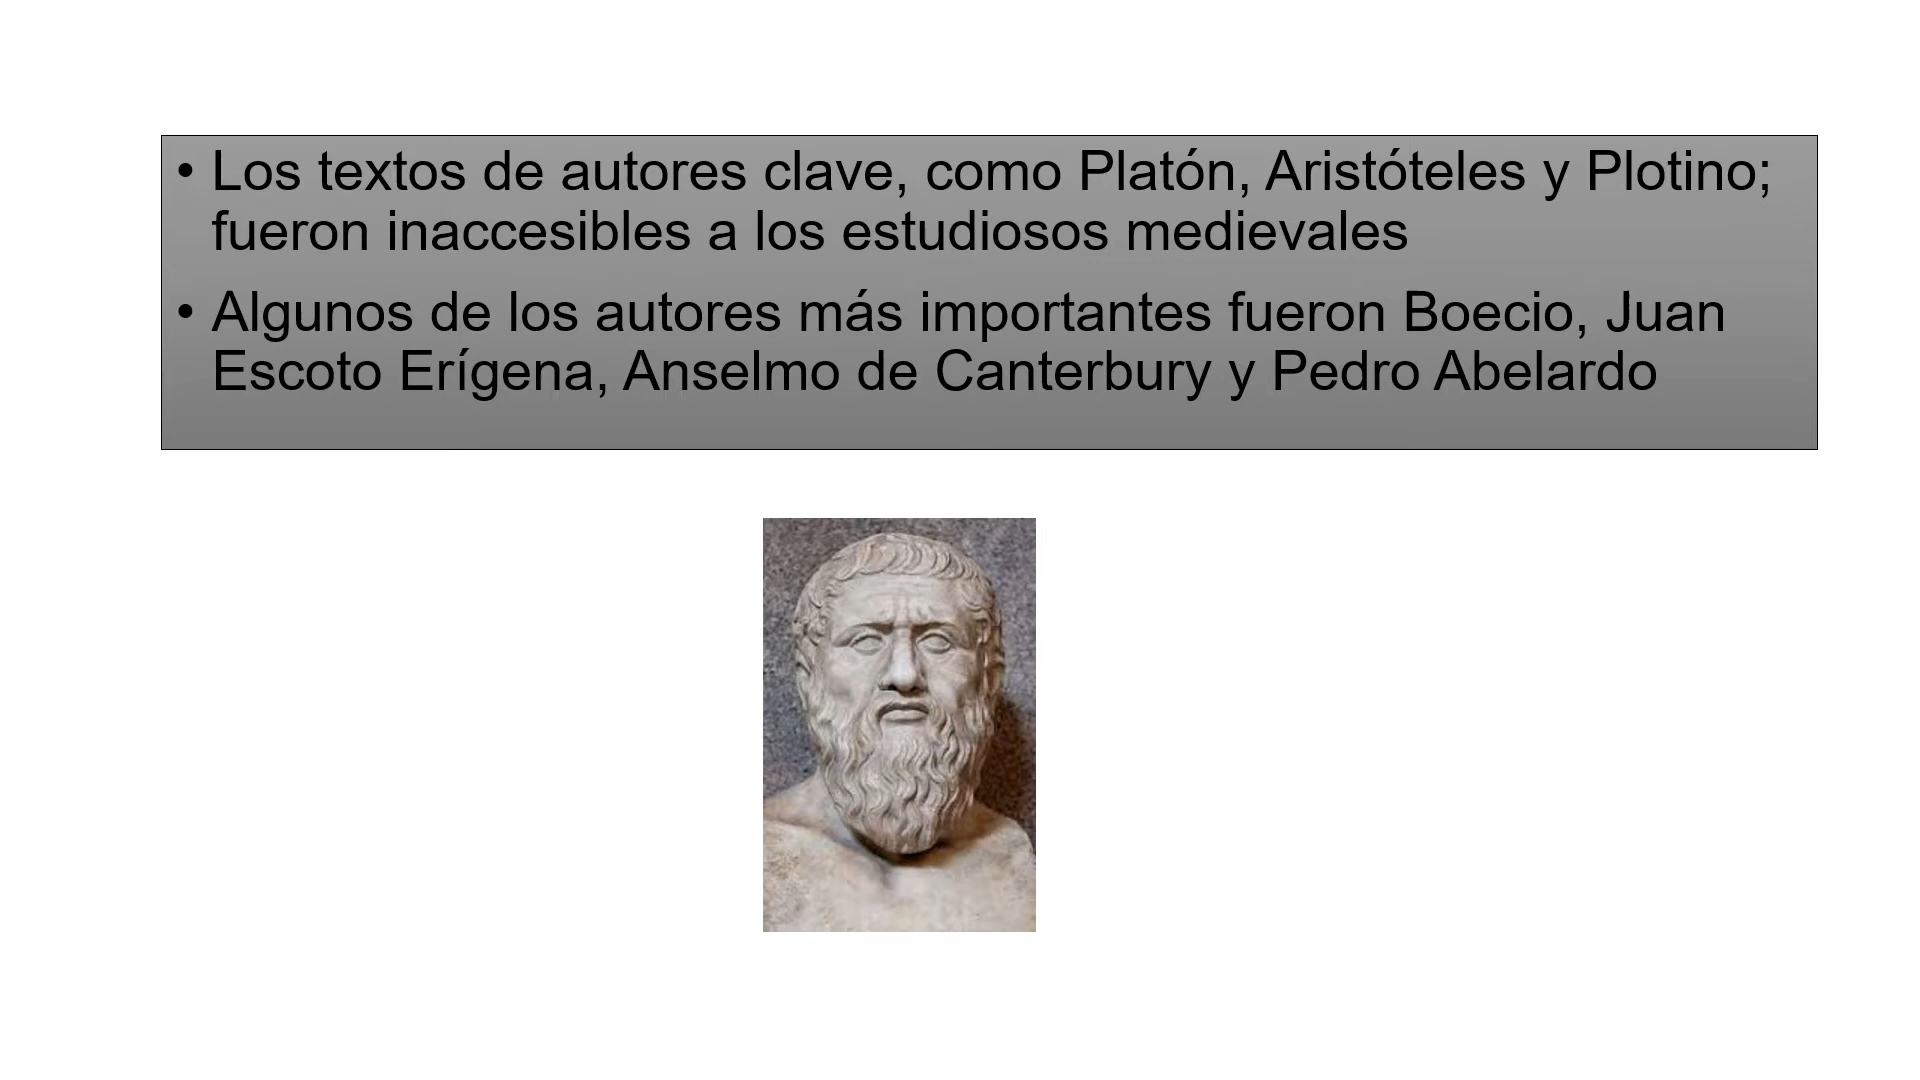 • Los textos de autores clave, como Platón, Aristóteles y Plotino;
fueron inaccesibles a los estudiosos medievales
• Algunos de los autores más importantes fueron Boecio, Juan
Escoto Erígena, Anselmo de Canterbury y Pedro Abelardo